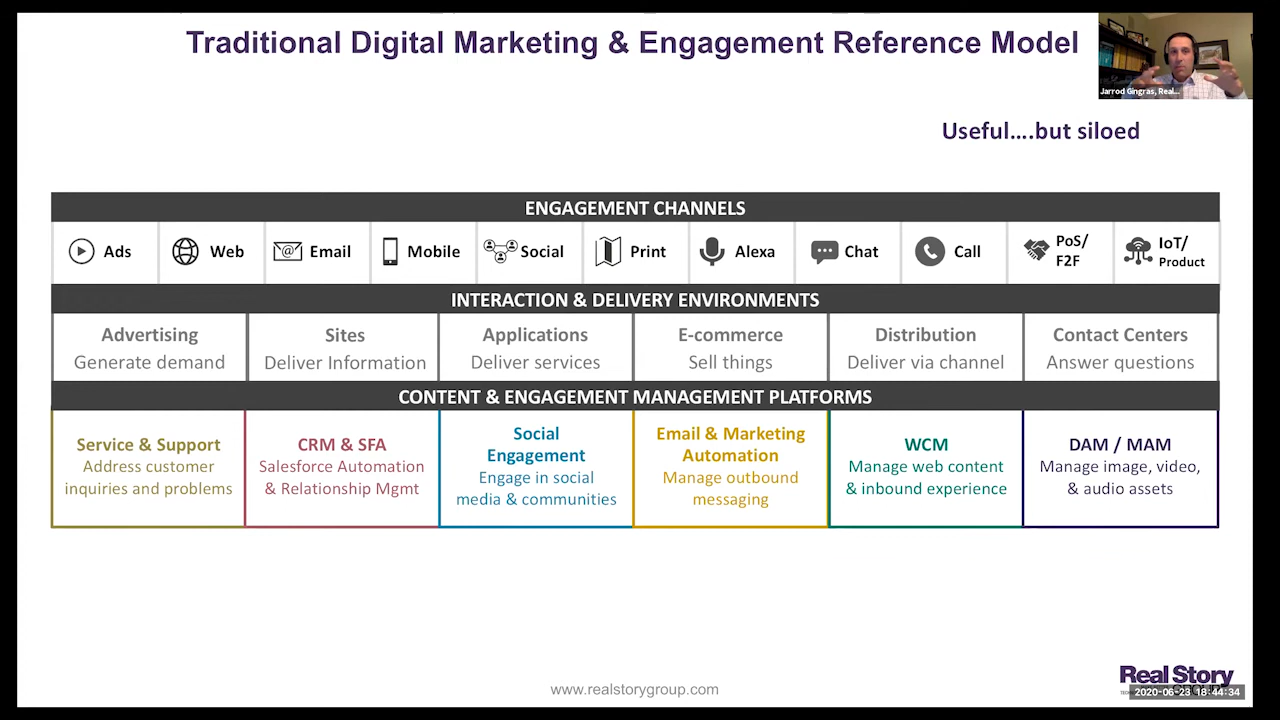 Traditional Digital Marketing & Engagement Reference Model
Jarrod Gingras, Real...
Useful....but siloed
ENGAGEMENT CHANNELS
Ads
Web
Email
Mobile
Social
Print
Alexa
Chat
Call
PoS/
F2F
IoT/
Product
INTERACTION & DELIVERY ENVIRONMENTS
Advertising
Generate demand
Sites
Deliver Information
Applications
Deliver services
E-commerce
Sell things
Distribution
Deliver via channel
Contact Centers
Answer questions
CONTENT & ENGAGEMENT MANAGEMENT PLATFORMS
Service & Support
Address customer
inquiries and problems
CRM & SFA
Salesforce Automation
& Relationship Mgmt
Social
Engagement
Engage in social
media & communities
Email & Marketing
Automation
Manage outbound
messaging
WCM
Manage web content
& inbound experience
DAM / MAM
Manage image, video,
& audio assets
www.realstorygroup.com
Real Story
2020-06-23 18:44:34